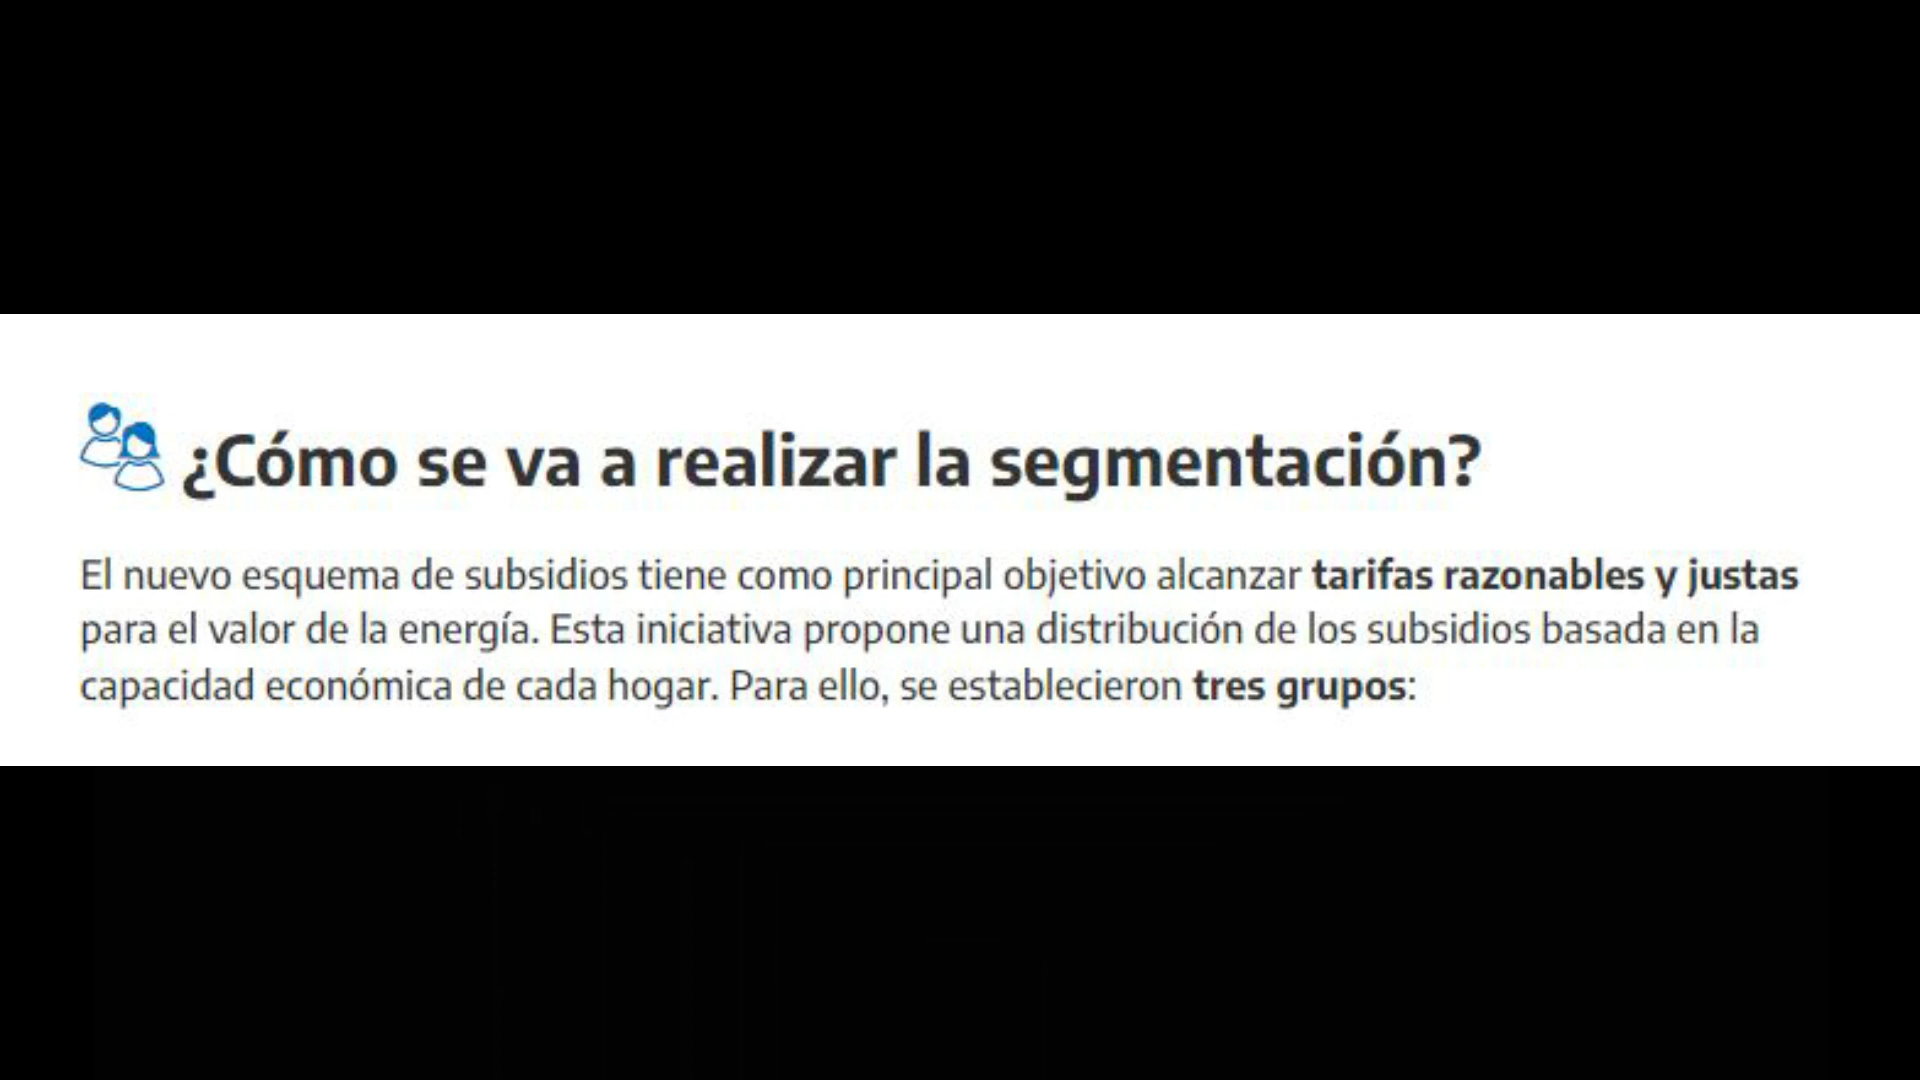 ¿Cómo se va a realizar la segmentación?
El nuevo esquema de subsidios tiene como principal objetivo alcanzar tarifas razonables y justas
para el valor de la energía. Esta iniciativa propone una distribución de los subsidios basada en la
capacidad económica de cada hogar. Para ello, se establecieron tres grupos: